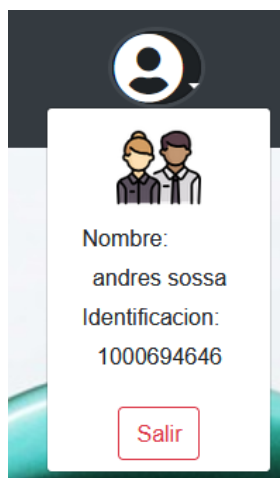 Nombre:
andres sossa
Identificacion:
1000694646
Salir